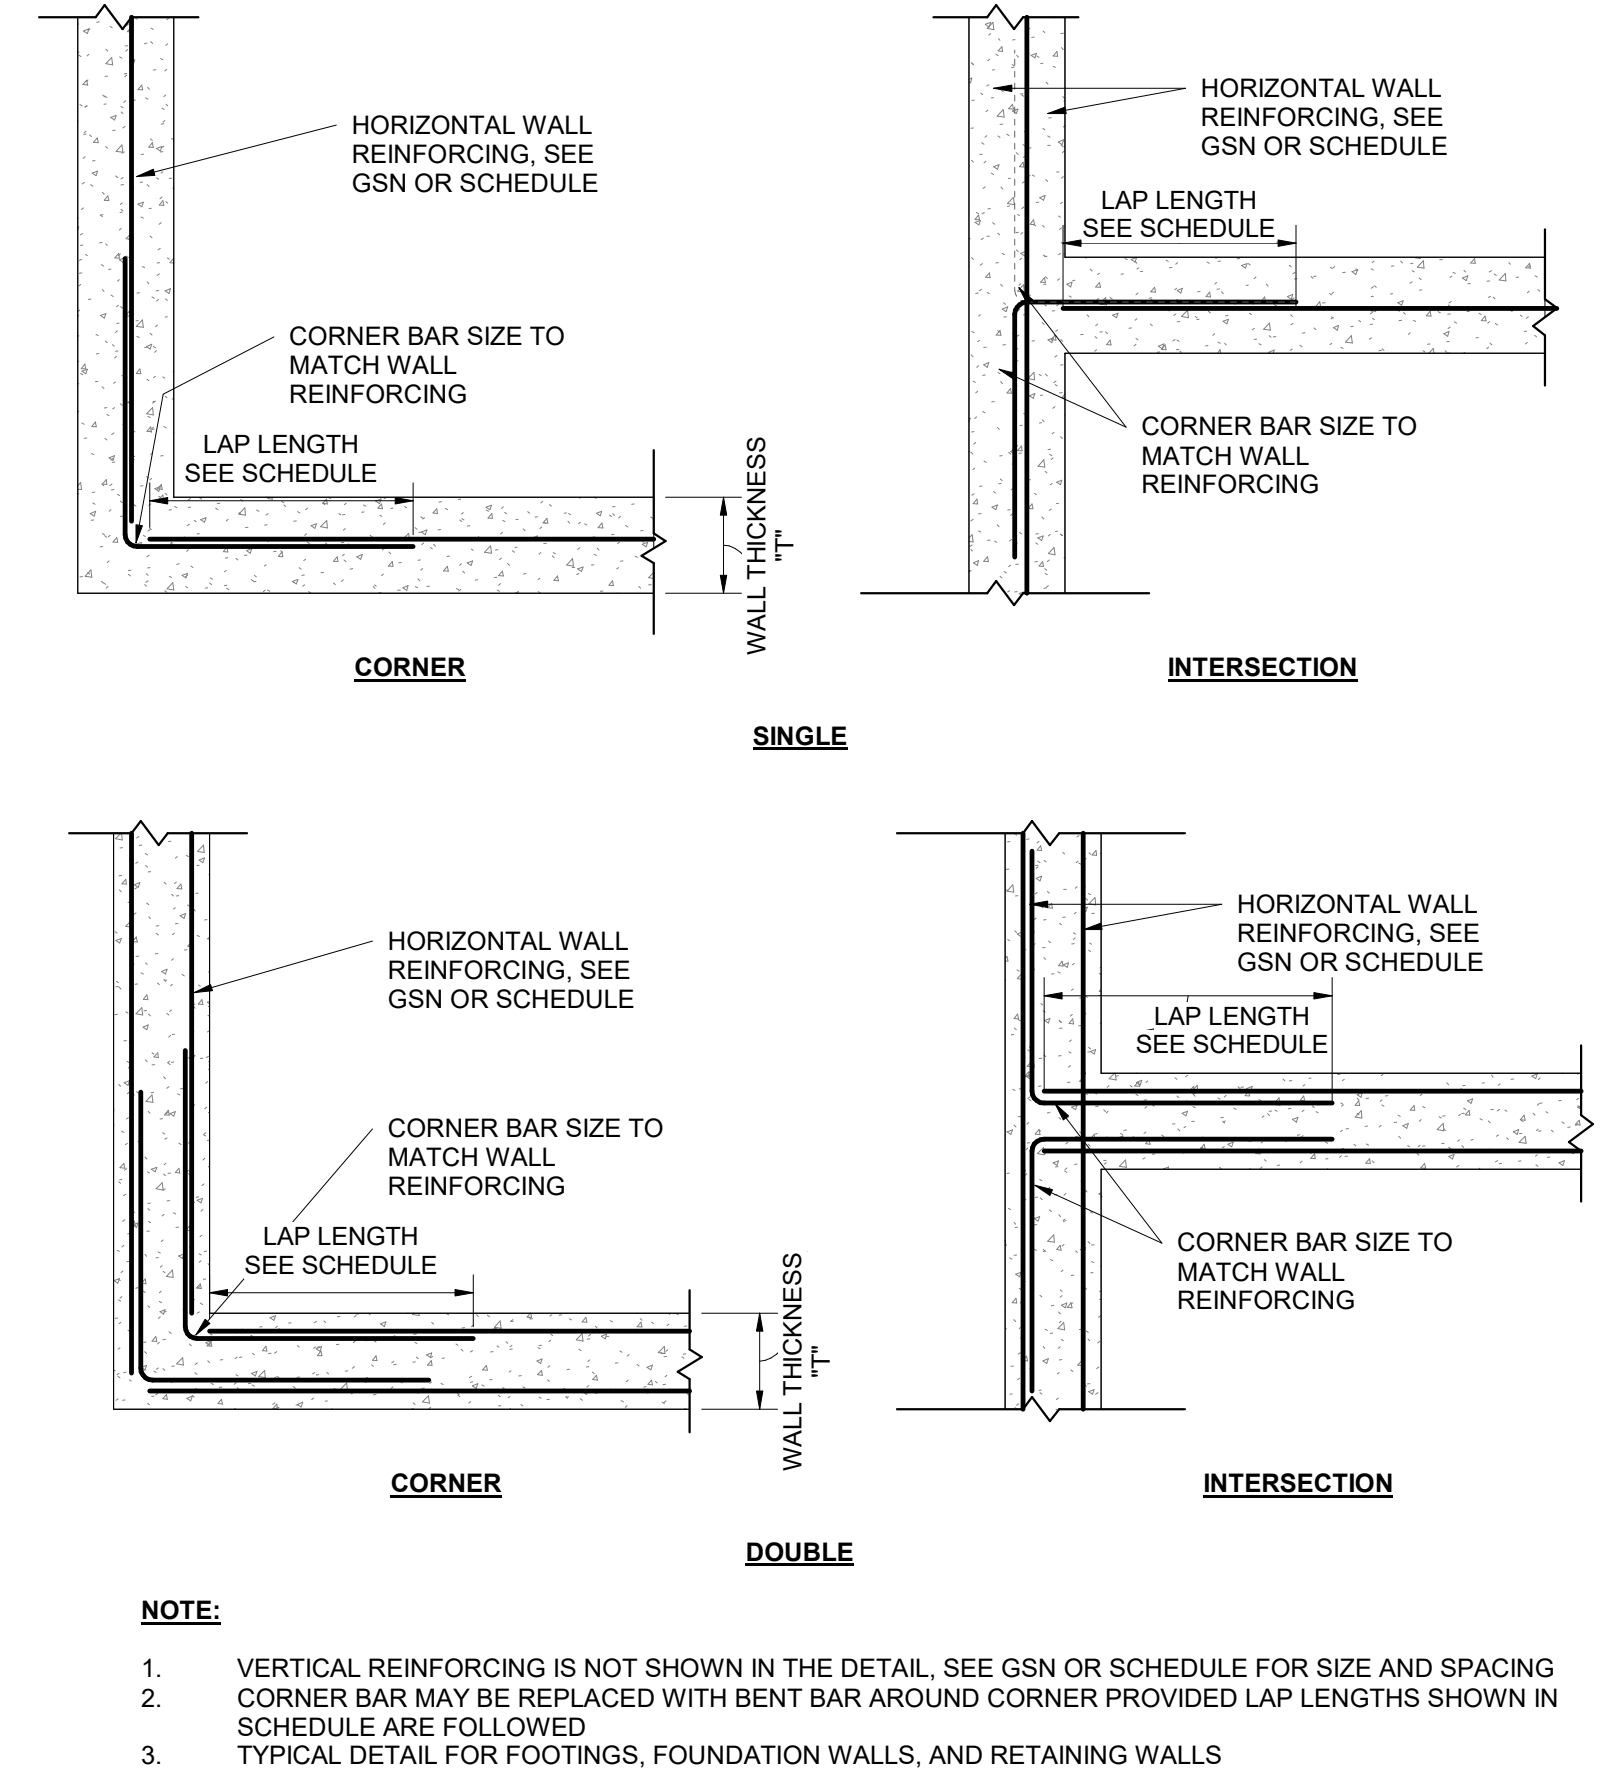 HORIZONTAL WALL
REINFORCING, SEE
GSN OR SCHEDULE
CORNER BAR SIZE TO
MATCH WALL
REINFORCING
LAP LENGTH
SEE SCHEDULE
WALL THICKNESS
"T"
CORNER
HORIZONTAL WALL
REINFORCING, SEE
GSN OR SCHEDULE
LAP LENGTH
SEE SCHEDULE
CORNER BAR SIZE TO
MATCH WALL
REINFORCING
INTERSECTION
SINGLE
HORIZONTAL WALL
REINFORCING, SEE
GSN OR SCHEDULE
CORNER BAR SIZE TO
MATCH WALL
REINFORCING
LAP LENGTH
SEE SCHEDULE
WALL THICKNESS
"T"
CORNER
HORIZONTAL WALL
REINFORCING, SEE
GSN OR SCHEDULE
LAP LENGTH
SEE SCHEDULE
CORNER BAR SIZE TO
MATCH WALL
REINFORCING
INTERSECTION
DOUBLE
NOTE:
1. VERTICAL REINFORCING IS NOT SHOWN IN THE DETAIL, SEE GSN OR SCHEDULE FOR SIZE AND SPACING
2. CORNER BAR MAY BE REPLACED WITH BENT BAR AROUND CORNER PROVIDED LAP LENGTHS SHOWN IN
SCHEDULE ARE FOLLOWED
3. TYPICAL DETAIL FOR FOOTINGS, FOUNDATION WALLS, AND RETAINING WALLS